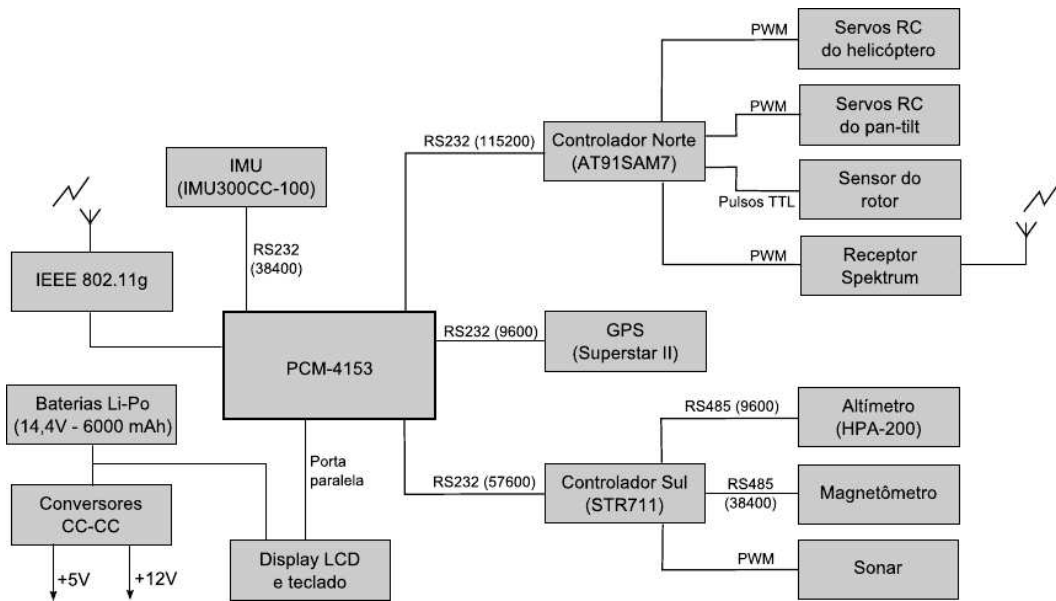 PWM
Servos RC
do helicóptero
PWM
Servos RC
do pan-tilt
RS232 (115200)
Controlador Norte
(AT91SAM7)
IMU
(IMU300CC-100)
Pulsos TTL
Sensor do
rotor
RS232
(38400)
PWM
Receptor
Spektrum
IEEE 802.11g
PCM-4153
RS232 (9600)
GPS
(Superstar II)
Baterias Li-Po
(14,4V - 6000 mAh)
RS485 (9600)
Altímetro
(HPA-200)
Porta
paralela
RS232 (57600)
Controlador Sul
(STR711)
RS485
(38400)
Magnetômetro
Conversores
CC-CC
Display LCD
e teclado
PWM
Sonar
+5V
+12V